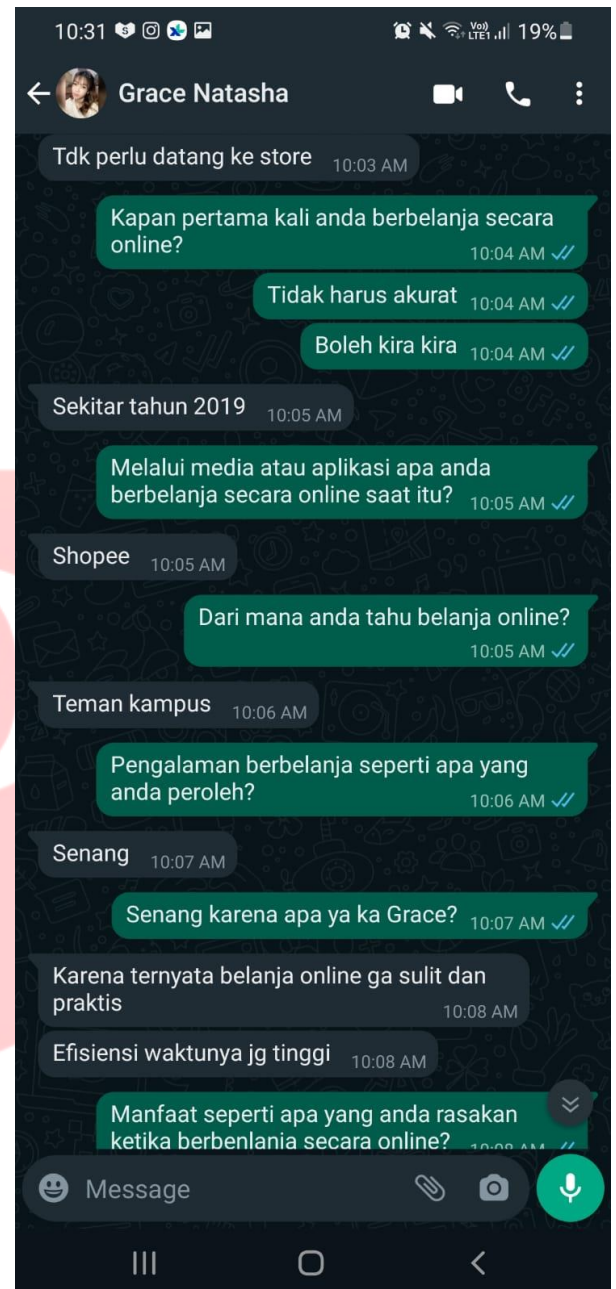 10:31
Vo))
LTE1
19%
Grace Natasha
Tdk perlu datang ke store 10:03 AM
Kapan pertama kali anda berbelanja secara
online? 10:04 AM
Tidak harus akurat 10:04 AM
Boleh kira kira 10:04 AM
Sekitar tahun 2019 10:05 AM
Melalui media atau aplikasi apa anda
berbelanja secara online saat itu? 10:05 AM
Shopee 10:05 AM
Dari mana anda tahu belanja online?
10:05 AM
Teman kampus 10:06 AM
Pengalaman berbelanja seperti apa yang
anda peroleh? 10:06 AM
Senang 10:07 AM
Senang karena apa ya ka Grace? 10:07 AM
Karena ternyata belanja online ga sulit dan
praktis 10:08 AM
Efisiensi waktunya jg tinggi 10:08 AM
Manfaat seperti apa yang anda rasakan
ketika berbenlanja secara online? 10:08 AM
Message